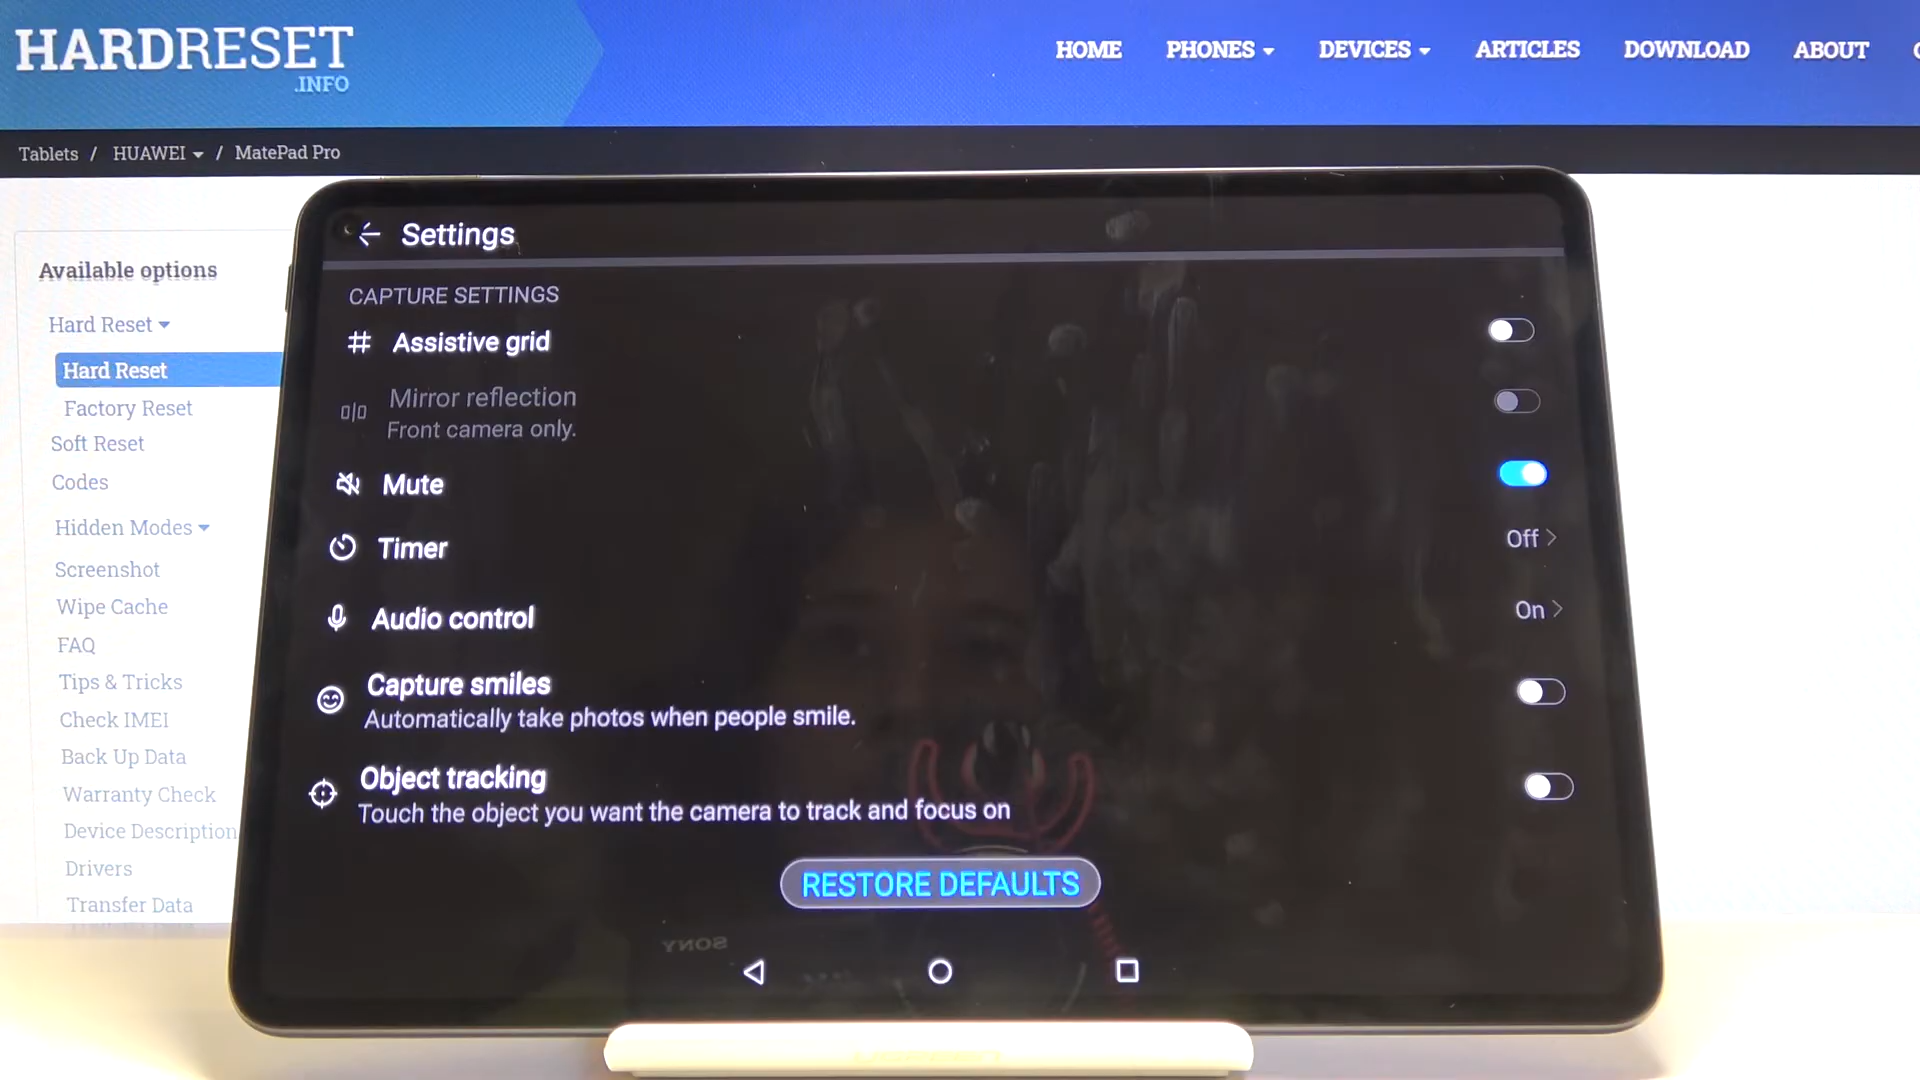 HARDRESET
.INFO
HOME PHONES DEVICES ARTICLES DOWNLOAD ABOUT
Tablets / HUAWEI / MatePad Pro
Available options
Hard Reset
Hard Reset
Factory Reset
Soft Reset
Codes
Hidden Modes
Screenshot
Wipe Cache
FAQ
Tips & Tricks
Check IMEI
Back Up Data
Warranty Check
Device Description
Drivers
Transfer Data
Settings
CAPTURE SETTINGS
Assistive grid
Mirror reflection
Front camera only.
Mute
Timer Off
Audio control On
Capture smiles
Automatically take photos when people smile.
Object tracking
Touch the object you want the camera to track and focus on
RESTORE DEFAULTS
SONY